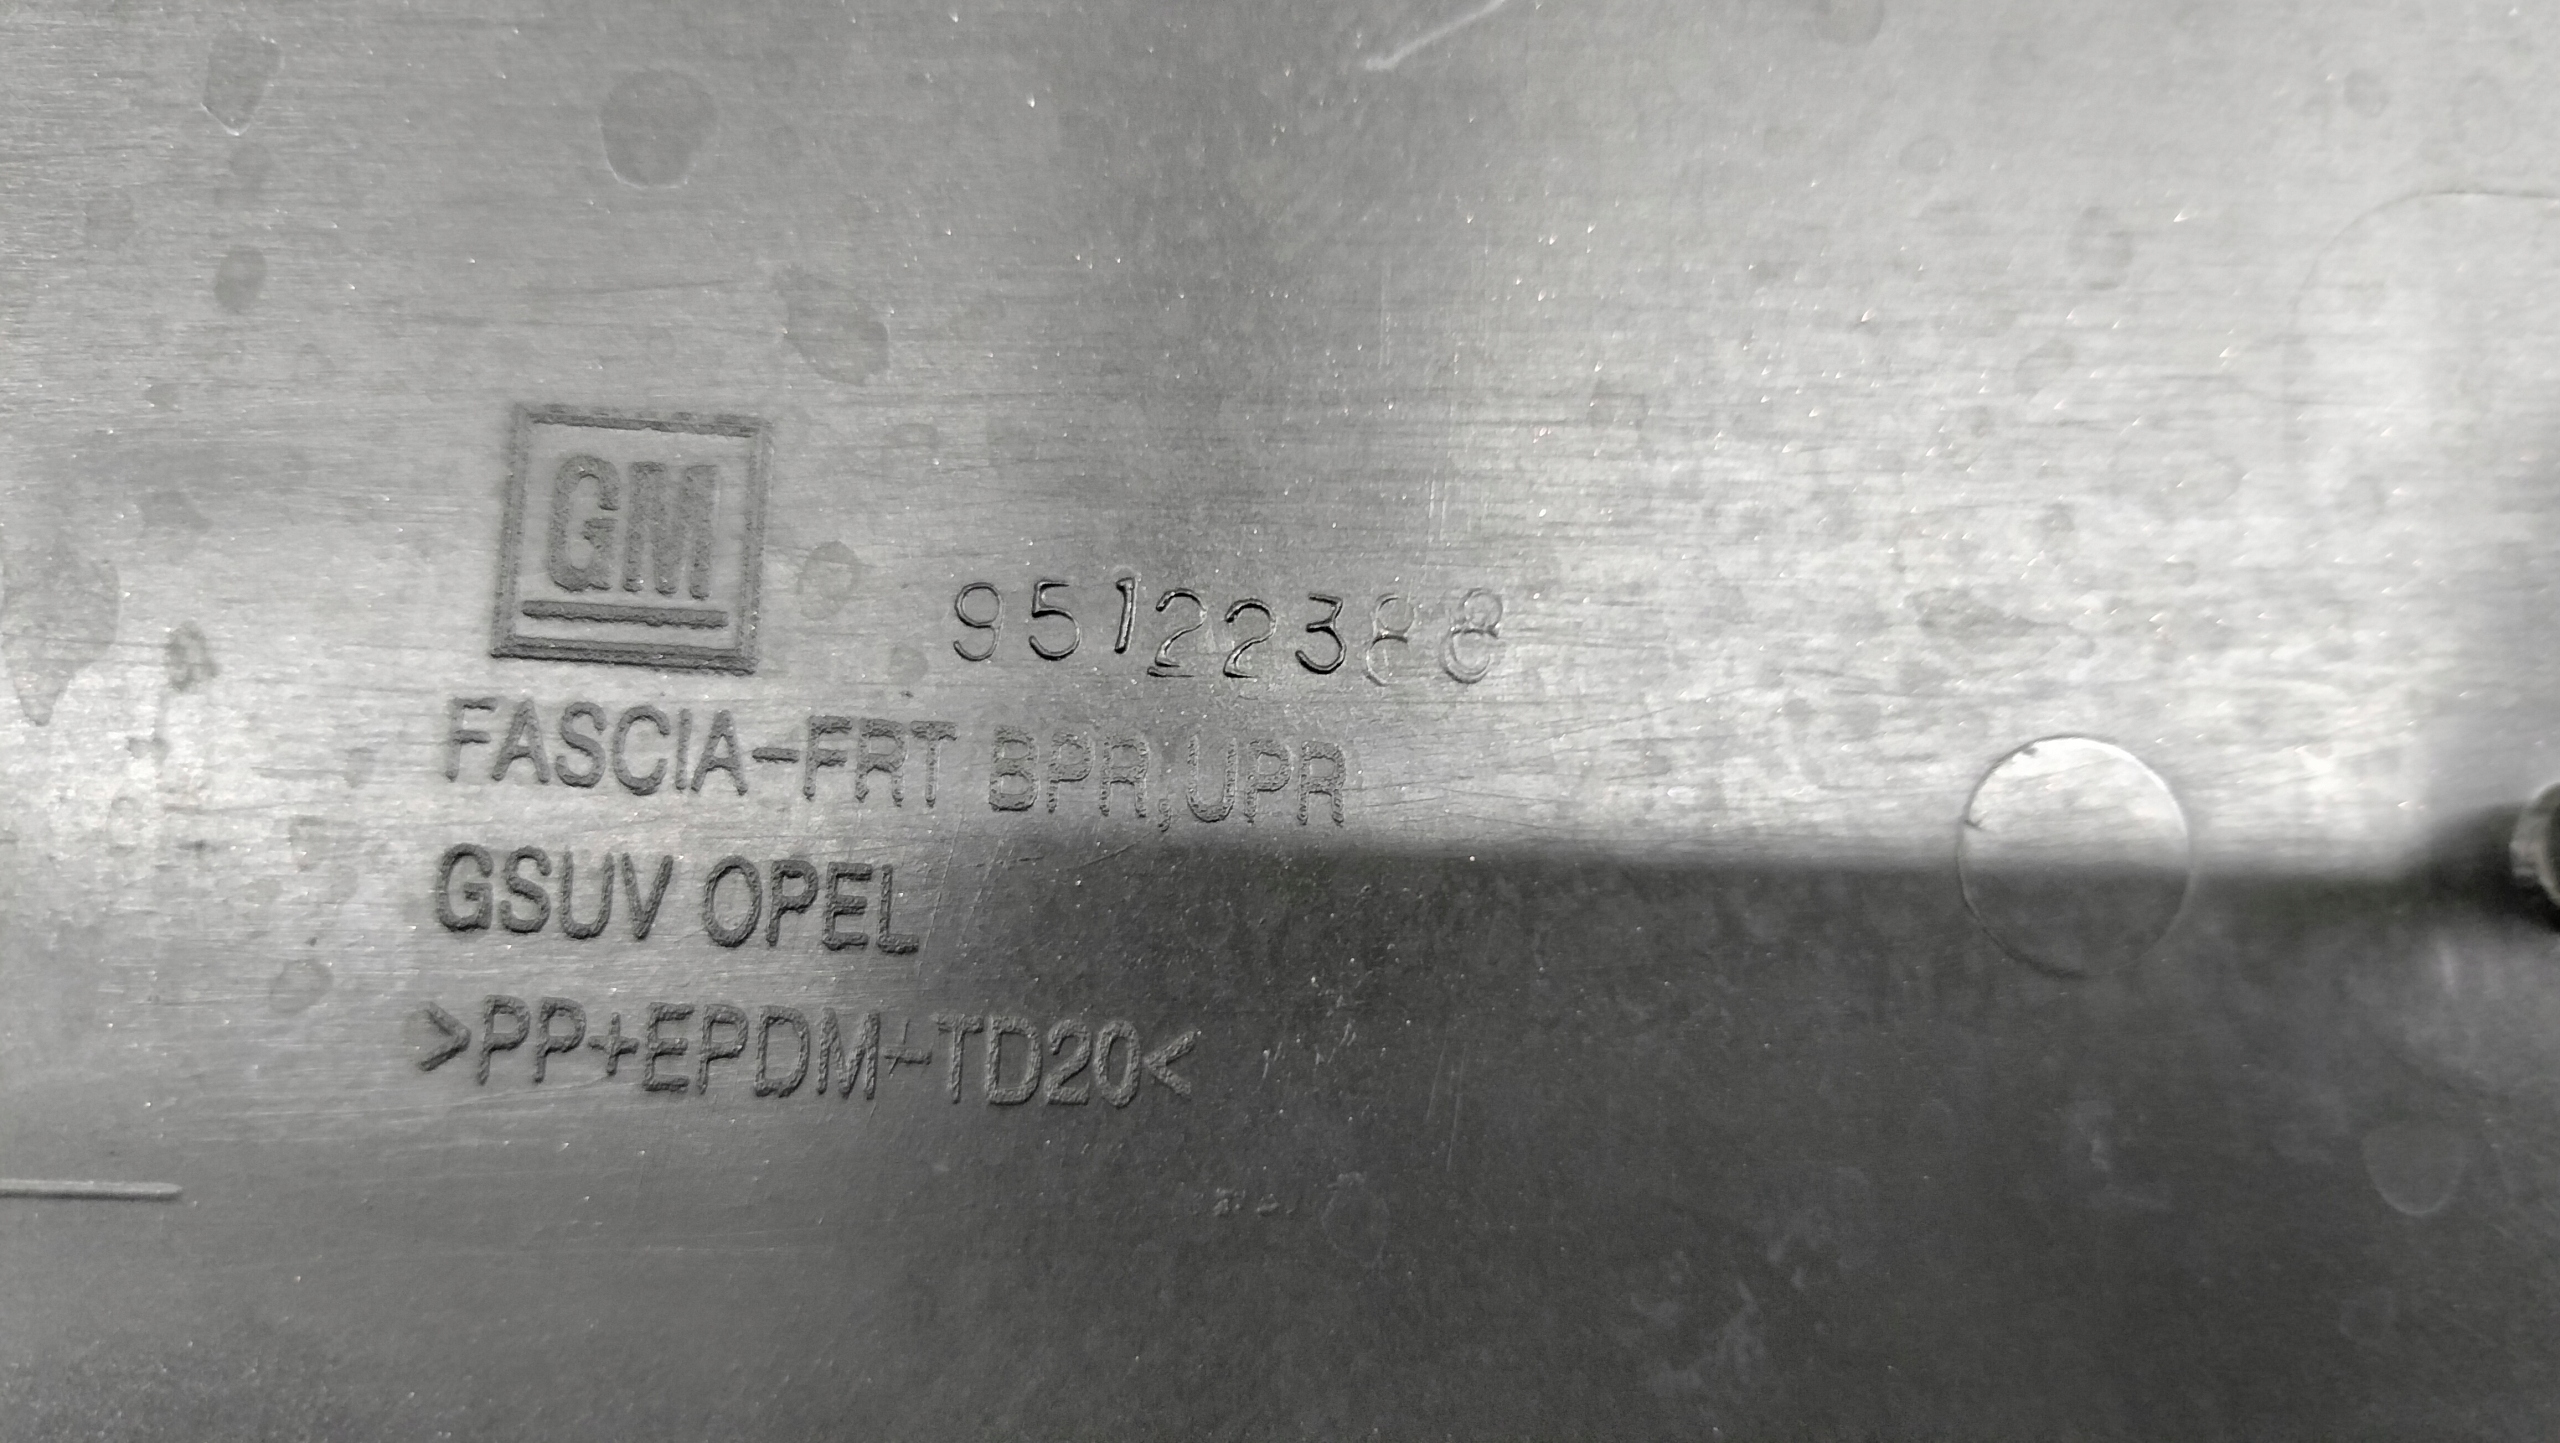 GM
95122388
FASCIA-FRT BPR,UPR
GSUV OPEL
>PP+EPDM+TD20<